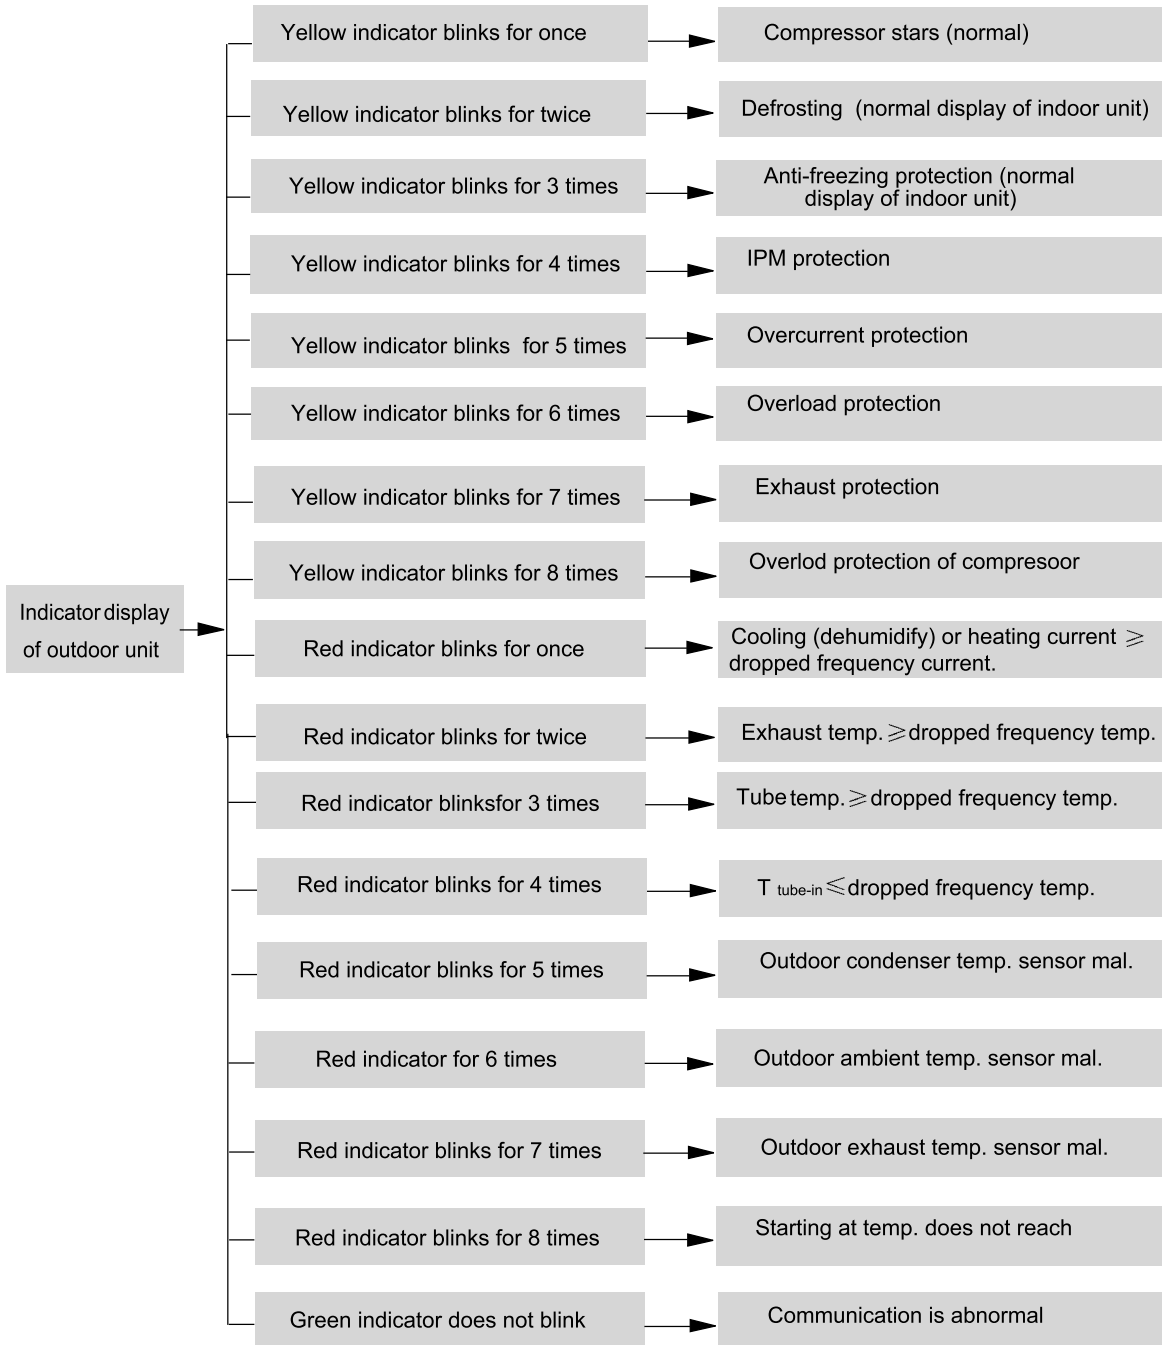 Yellow indicator blinks for once
Compressor stars (normal)
Yellow indicator blinks for twice
Defrosting (normal display of indoor unit)
Yellow indicator blinks for 3 times
Anti-freezing protection (normal
display of indoor unit)
Yellow indicator blinks for 4 times
IPM protection
Yellow indicator blinks for 5 times
Overcurrent protection
Yellow indicator blinks for 6 times
Overload protection
Yellow indicator blinks for 7 times
Exhaust protection
Yellow indicator blinks for 8 times
Overlod protection of compresoor
Indicator display
of outdoor unit
Red indicator blinks for once
Cooling (dehumidify) or heating current ≥
dropped frequency current.
Red indicator blinks for twice
Exhaust temp. ≥dropped frequency temp.
Red indicator blinksfor 3 times
Tube temp. ≥dropped frequency temp.
Red indicator blinks for 4 times
T tube-in ≤dropped frequency temp.
Red indicator blinks for 5 times
Outdoor condenser temp. sensor mal.
Red indicator for 6 times
Outdoor ambient temp. sensor mal.
Red indicator blinks for 7 times
Outdoor exhaust temp. sensor mal.
Red indicator blinks for 8 times
Starting at temp. does not reach
Green indicator does not blink
Communication is abnormal